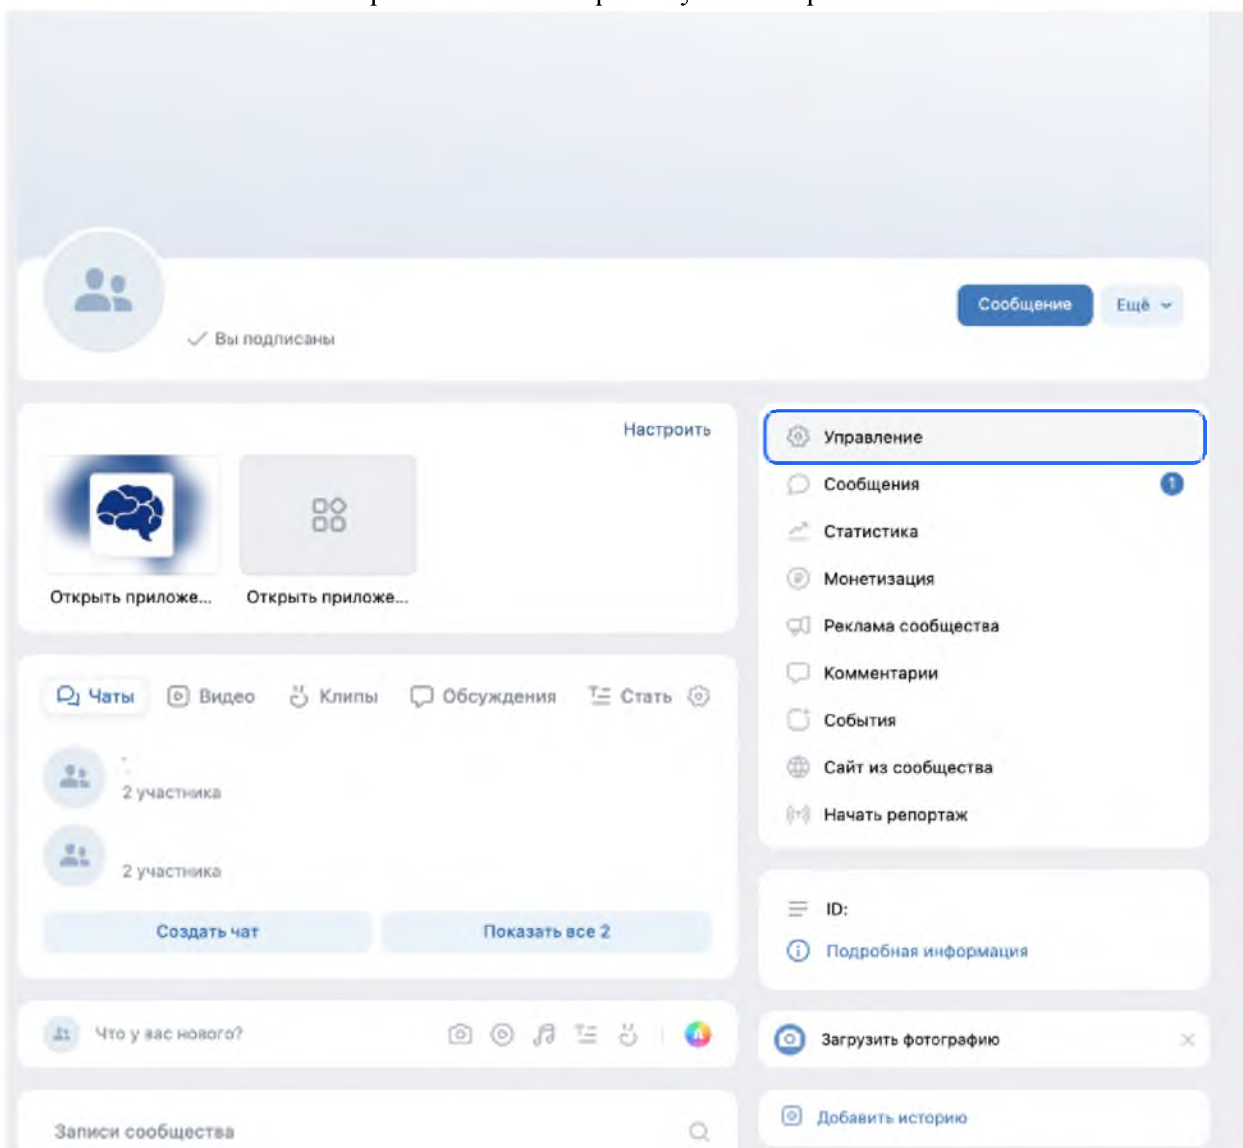 Сообщение
Ещё
Вы подписаны
Настроить
Открыть приложе...
Открыть приложе...
Управление
Сообщения
1
Статистика
Монетизация
Реклама сообщества
Комментарии
События
Сайт из сообщества
Начать репортаж
Чаты
Видео
Клипы
Обсуждения
Стать
2 участника
2 участника
Создать чат
Показать все 2
ID:
Подробная информация
Что у вас нового?
Загрузить фотографию
Записи сообщества
Добавить историю